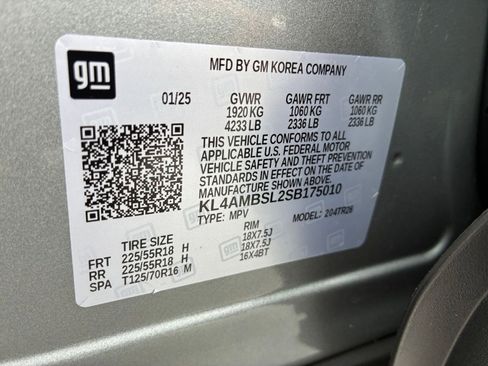 gm
MFD BY GM KOREA COMPANY
01/25 GVWR GAWR FRT GAWR RR
1920 KG 1060 KG 1060 KG
4233 LB 2336 LB 2336 LB
THIS VEHICLE CONFORMS TO ALL
APPLICABLE U.S. FEDERAL MOTOR
VEHICLE SAFETY AND THEFT PREVENTION
STANDARDS IN EFFECT ON THE DATE OF
MANUFACTURE SHOWN ABOVE.
KL4AMBSL2SB175010
TYPE: MPV MODEL: 204TR26
TIRE SIZE RIM
FRT 225/55R18 H 18X7.5J
RR 225/55R18 H 18X7.5J
SPA T125/70R16 M 16X4BT